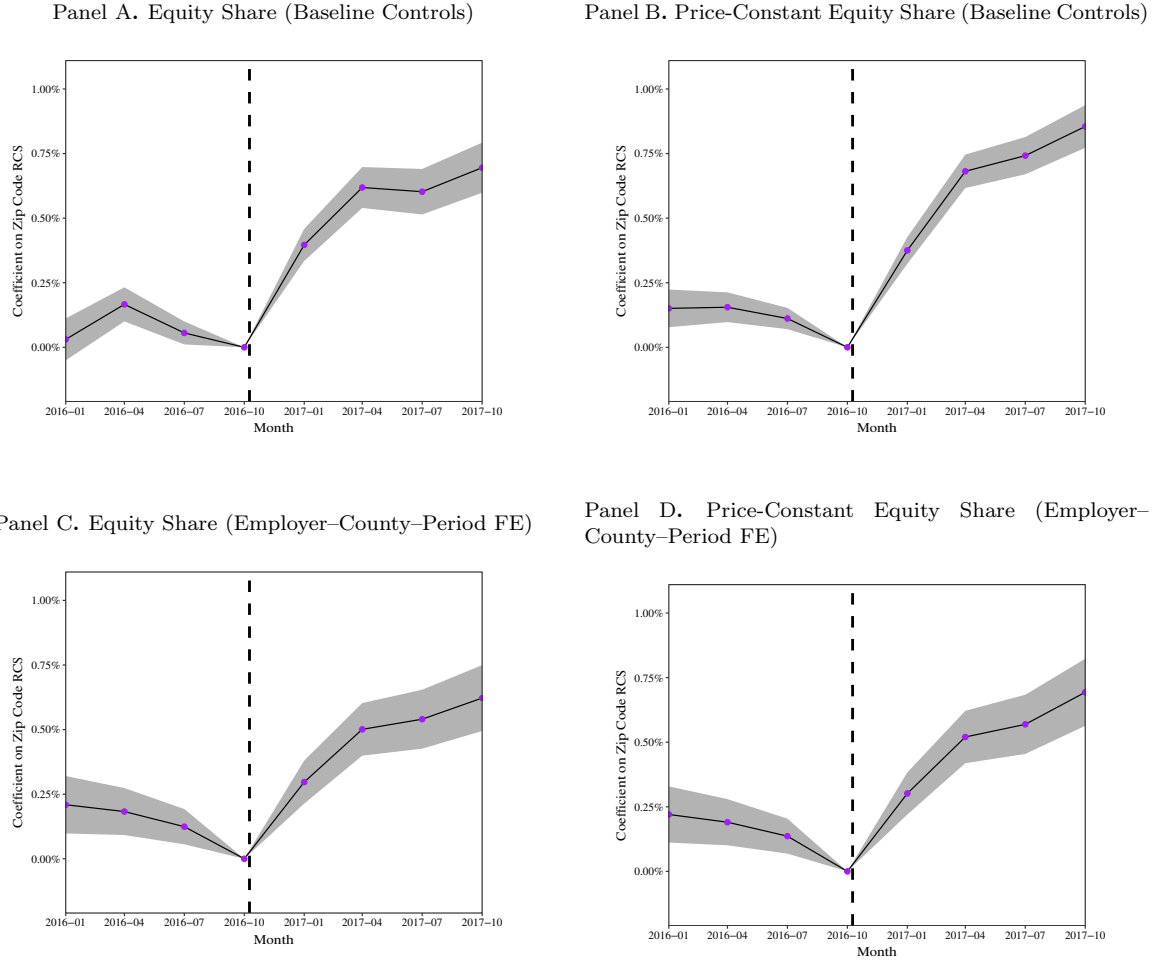 Panel A. Equity Share (Baseline Controls)
1.00%
0.75%
0.50%
0.25%
0.00%
Coefficient on Zip Code RCS
2016–01 2016–04 2016–07 2016–10 2017–01 2017–04 2017–07 2017–10
Month
Panel B. Price-Constant Equity Share (Baseline Controls)
1.00%
0.75%
0.50%
0.25%
0.00%
Coefficient on Zip Code RCS
2016–01 2016–04 2016–07 2016–10 2017–01 2017–04 2017–07 2017–10
Month
Panel C. Equity Share (Employer–County–Period FE)
1.00%
0.75%
0.50%
0.25%
0.00%
Coefficient on Zip Code RCS
2016–01 2016–04 2016–07 2016–10 2017–01 2017–04 2017–07 2017–10
Month
Panel D. Price-Constant Equity Share (Employer–
County–Period FE)
1.00%
0.75%
0.50%
0.25%
0.00%
Coefficient on Zip Code RCS
2016–01 2016–04 2016–07 2016–10 2017–01 2017–04 2017–07 2017–10
Month